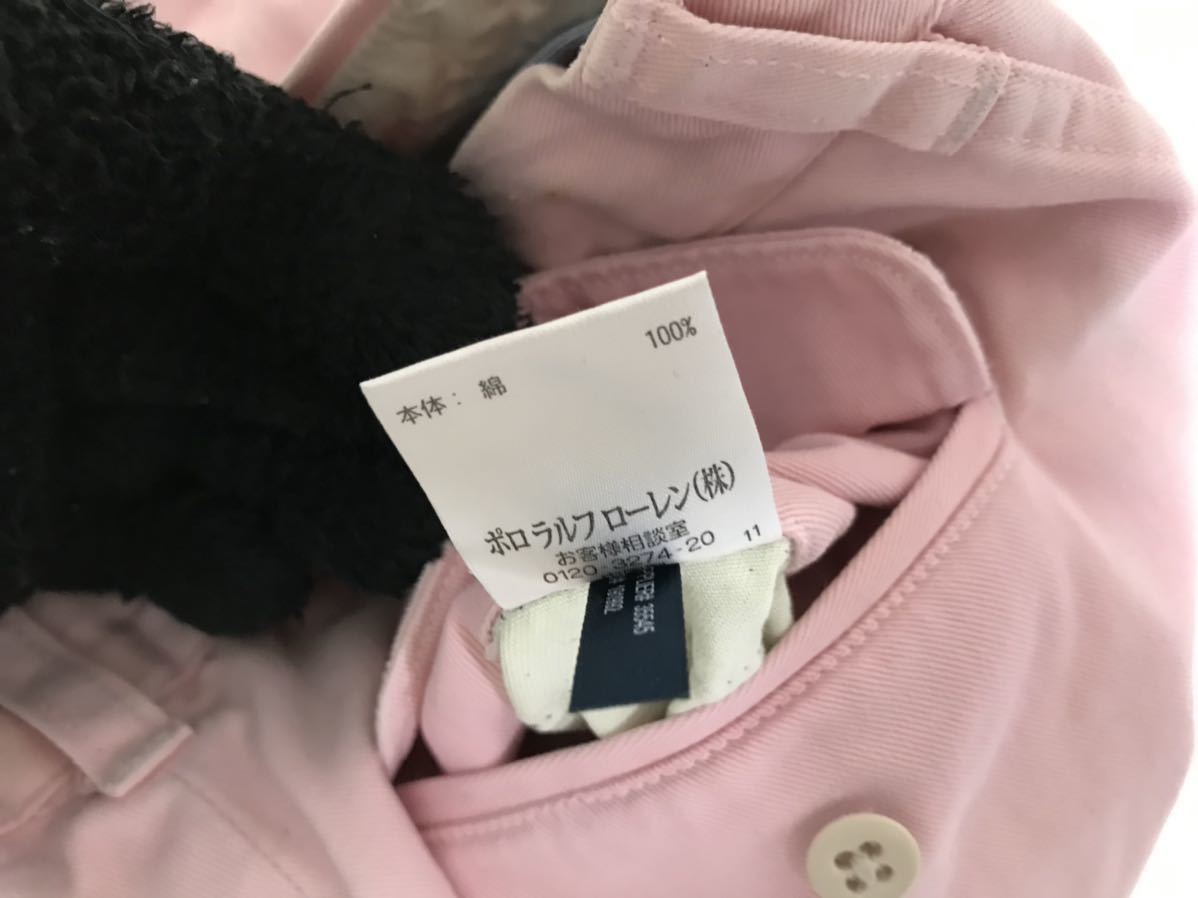 本体: 綿 100%
ポロラルフローレン(株)
お客様相談室
0120-3274-20 11